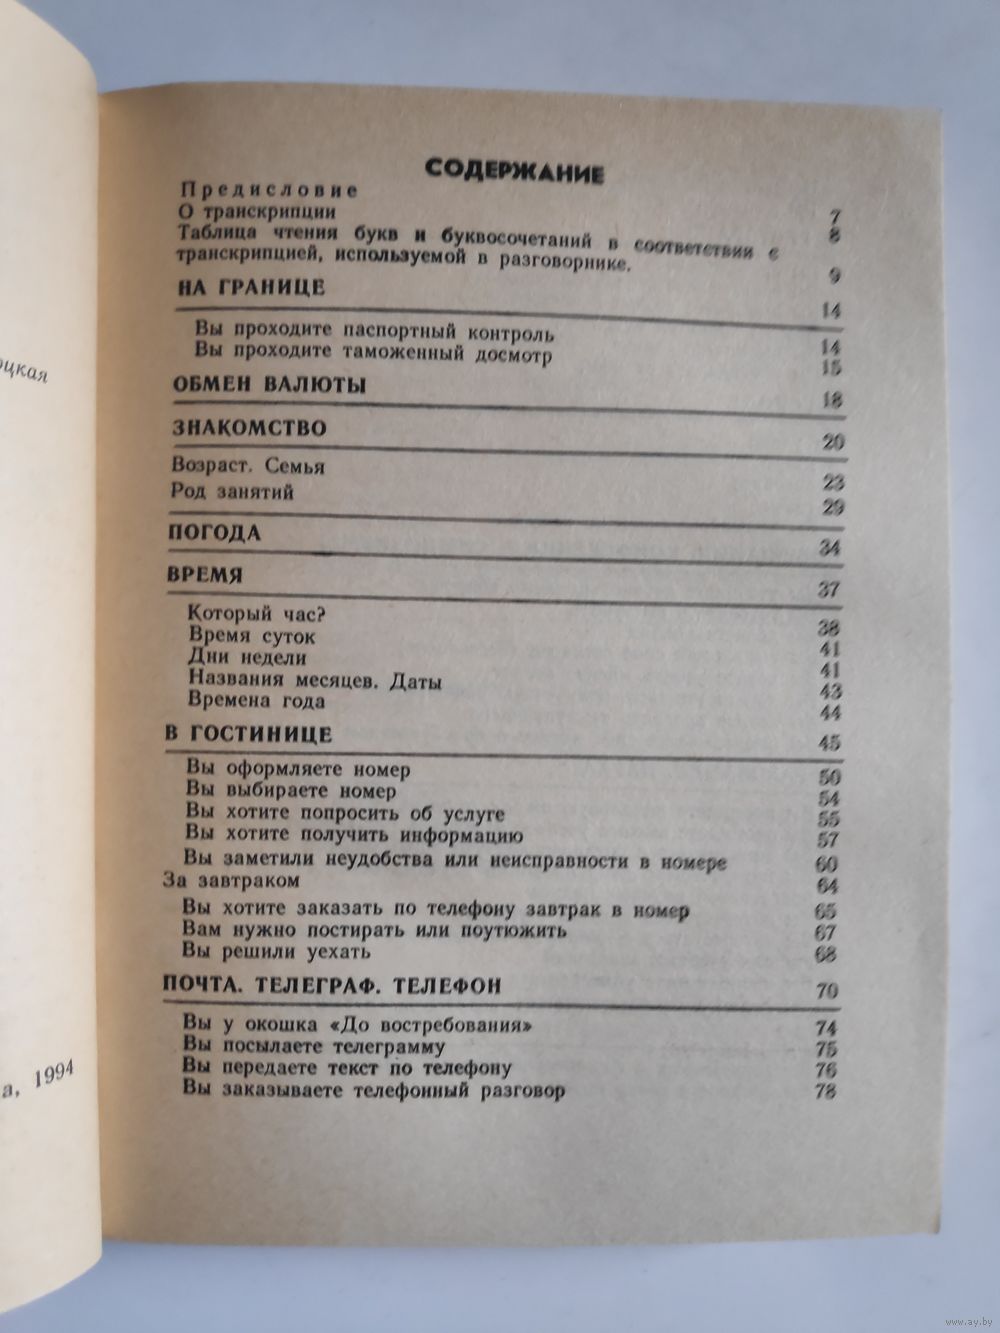 СОДЕРЖАНИЕ
Предисловие 7
О транскрипции 8
Таблица чтения букв и буквосочетаний в соответствии с
транскрипцией, используемой в разговорнике. 9
НА ГРАНИЦЕ 14
Вы проходите паспортный контроль 14
Вы проходите таможенный досмотр 15
ОБМЕН ВАЛЮТЫ 18
ЗНАКОМСТВО 20
Возраст. Семья 23
Род занятий 29
ПОГОДА 34
ВРЕМЯ 37
Который час? 38
Время суток 41
Дни недели 41
Названия месяцев. Даты 43
Времена года 44
В ГОСТИНИЦЕ 45
Вы оформляете номер 50
Вы выбираете номер 54
Вы хотите попросить об услуге 55
Вы хотите получить информацию 57
Вы заметили неудобства или неисправности в номере 60
За завтраком 64
Вы хотите заказать по телефону завтрак в номер 65
Вам нужно постирать или поутюжить 67
Вы решили уехать 68
ПОЧТА. ТЕЛЕГРАФ. ТЕЛЕФОН 70
Вы у окошка «До востребования» 74
Вы посылаете телеграмму 75
Вы передаете текст по телефону 76
Вы заказываете телефонный разговор 78
цкая
а, 1994
www.ay.by